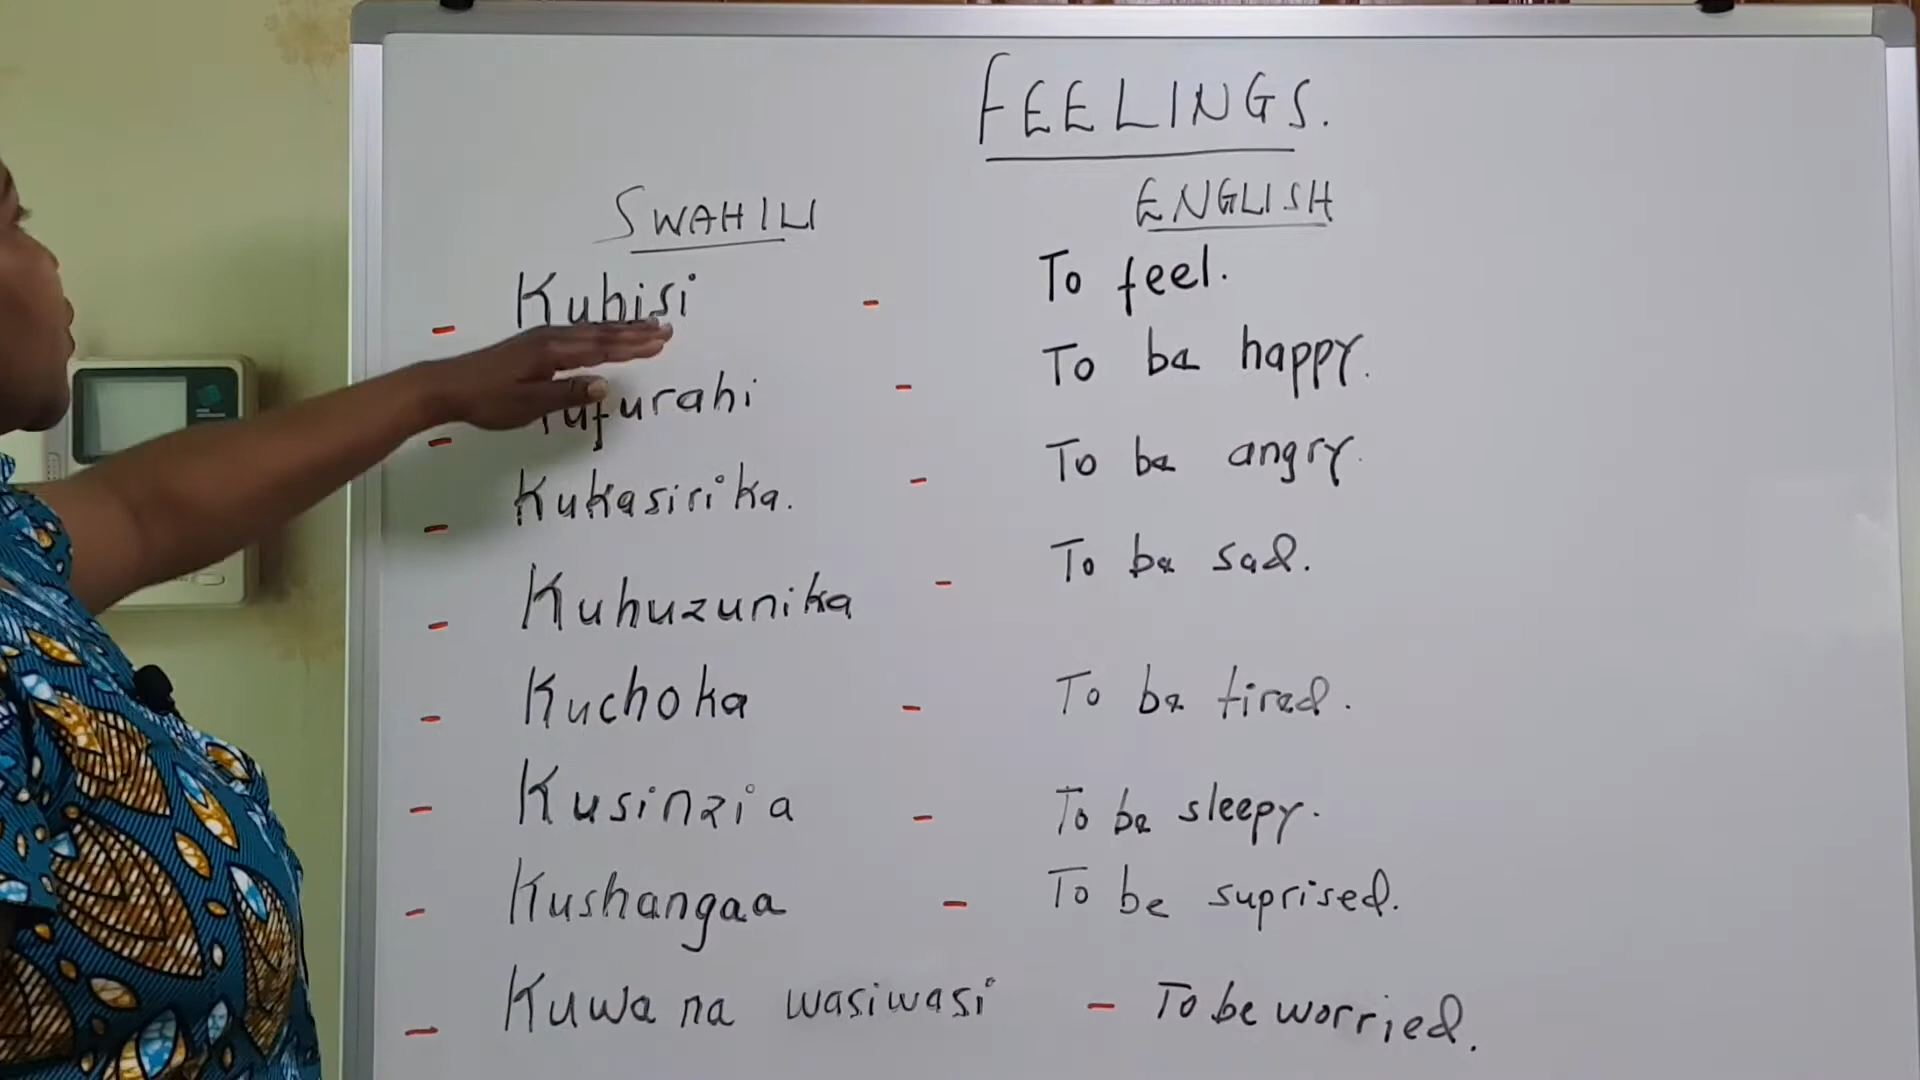 FEELINGS.
SWAHILI ENGLISH
Kuhisi - To feel.
- To be happy.
- Kukasirika. - To be angry.
- Kuhuzunika - To be sad.
- Kuchoka - To be tired.
- Kusinzia - To be sleepy.
- Kushangaa - To be suprised.
- Kuwa na wasiwasi - To be worried.